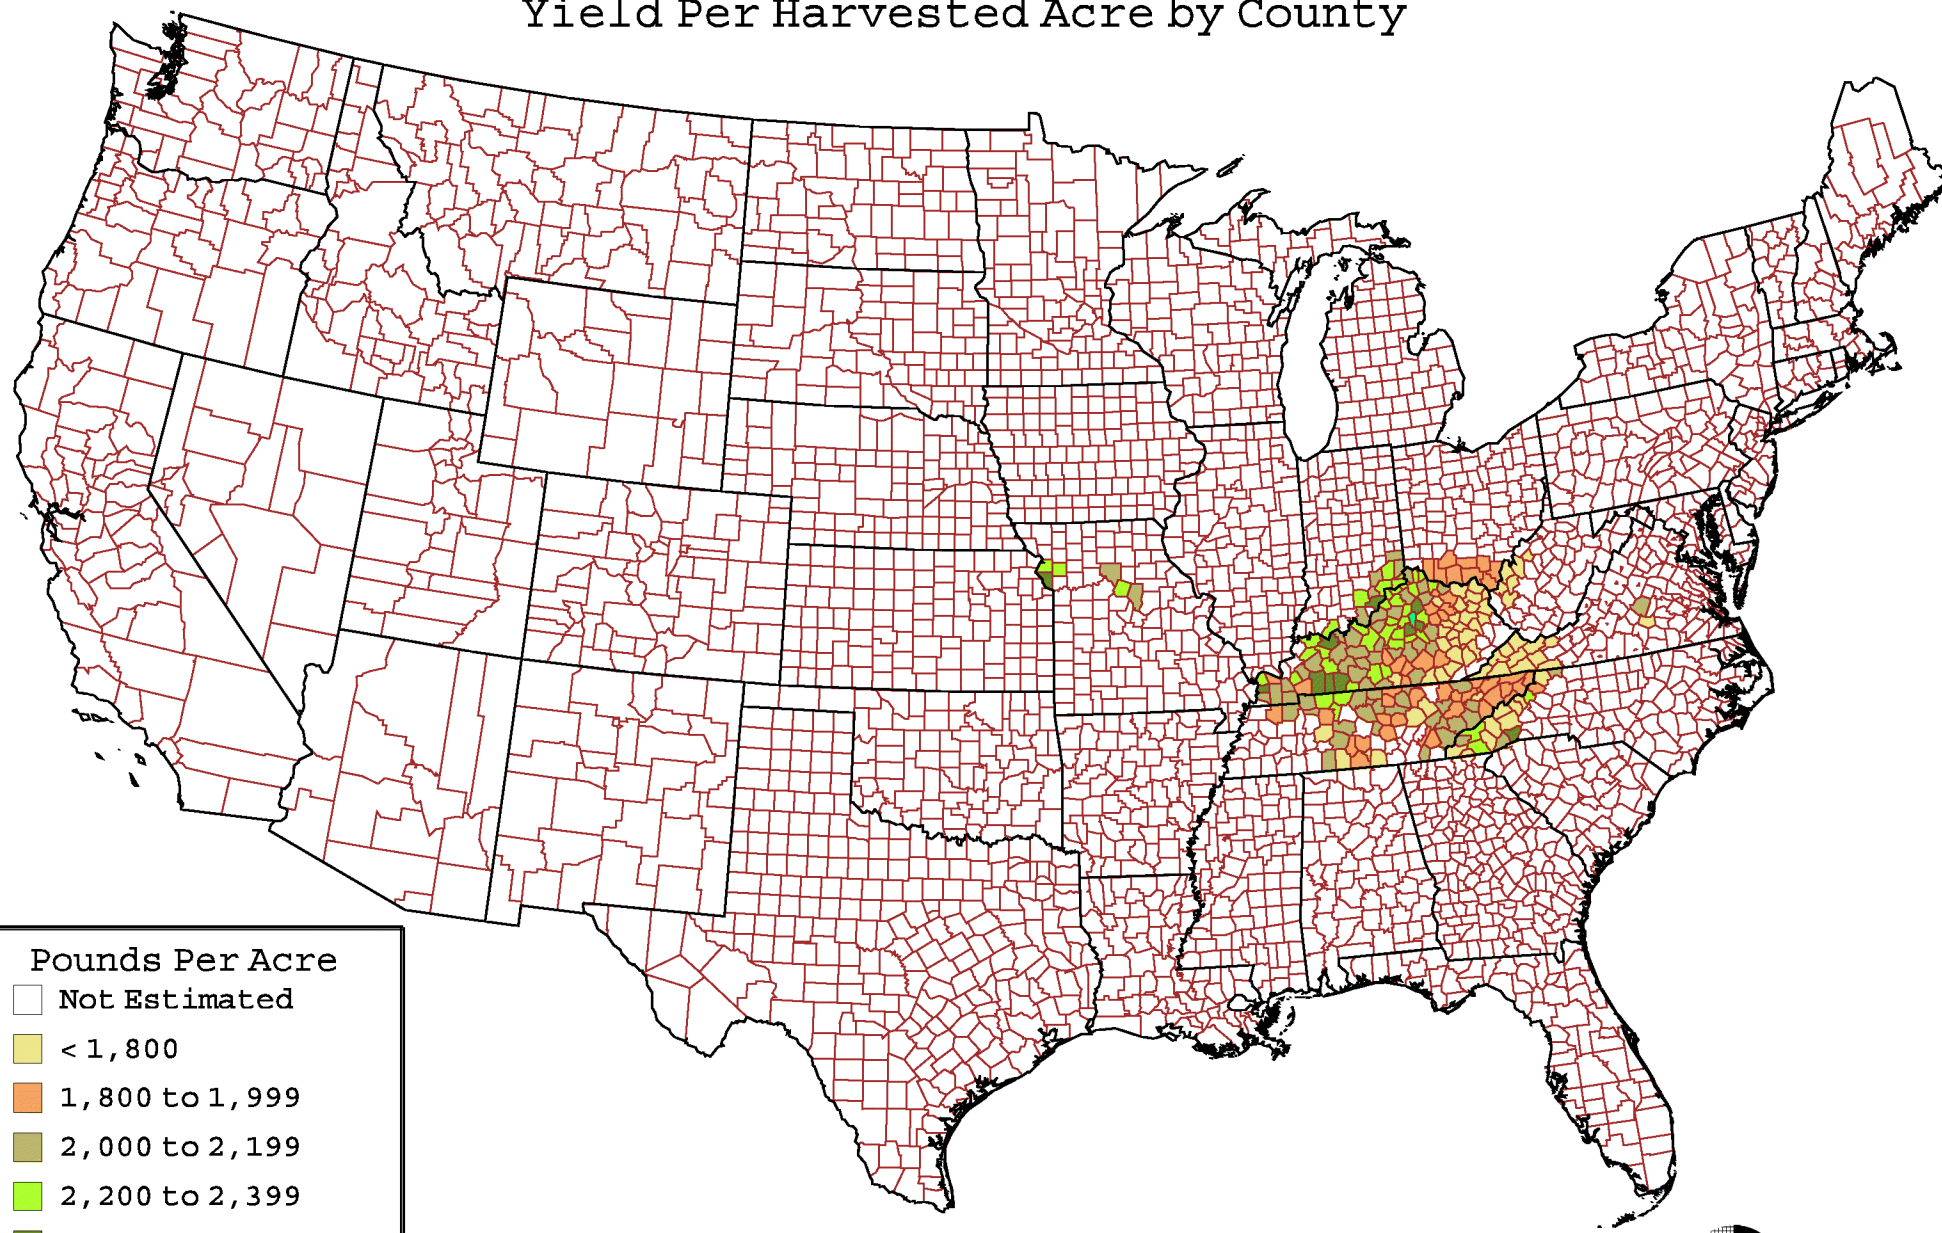 Yield Per Harvested Acre by County
Pounds Per Acre
Not Estimated
< 1,800
1,800 to 1,999
2,000 to 2,199
2,200 to 2,399